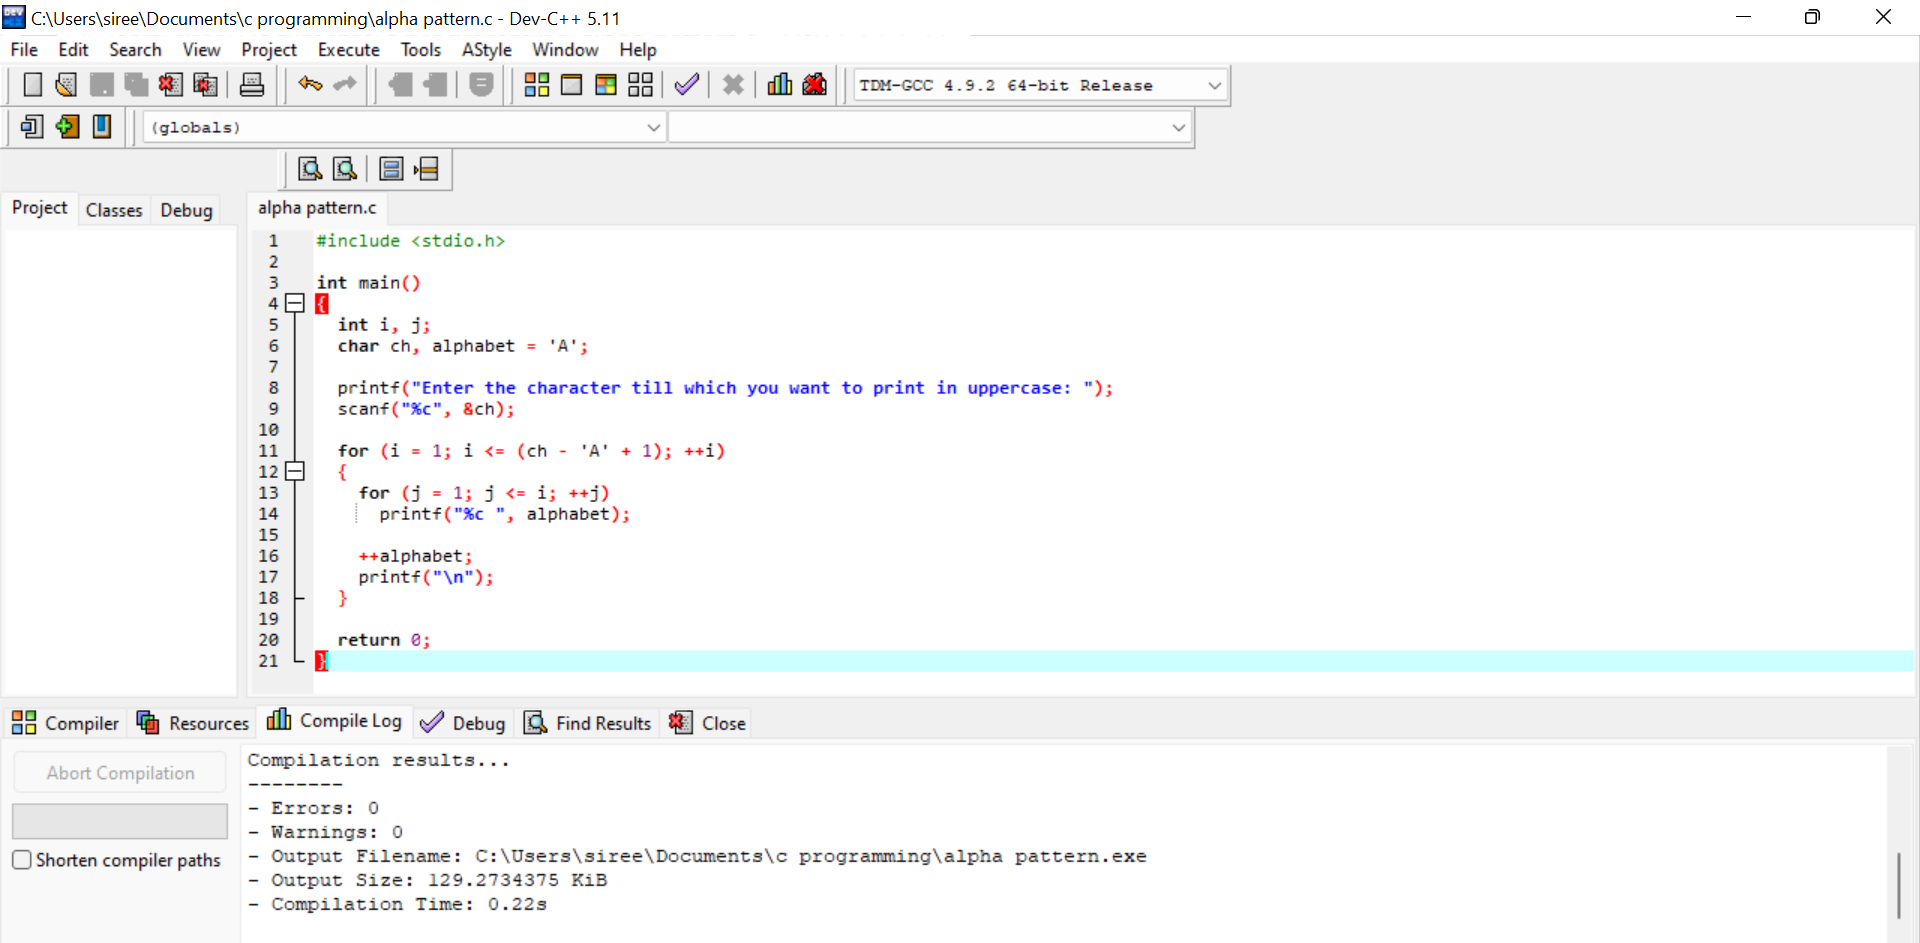 C:\Users\siree\Documents\c programming\alpha pattern.c - Dev-C++ 5.11
File Edit Search View Project Execute Tools AStyle Window Help
TDM-GCC 4.9.2 64-bit Release
(globals)
Project Classes Debug
alpha pattern.c
1 #include <stdio.h>
2
3 int main()
4 {
5   int i, j;
6   char ch, alphabet = 'A';
7
8   printf("Enter the character till which you want to print in uppercase: ");
9   scanf("%c", &ch);
10
11   for (i = 1; i <= (ch - 'A' + 1); ++i)
12   {
13     for (j = 1; j <= i; ++j)
14       printf("%c ", alphabet);
15
16     ++alphabet;
17     printf("\n");
18   }
19
20   return 0;
21 }
Compiler Resources Compile Log Debug Find Results Close
Abort Compilation
Shorten compiler paths
Compilation results...
--------
- Errors: 0
- Warnings: 0
- Output Filename: C:\Users\siree\Documents\c programming\alpha pattern.exe
- Output Size: 129.2734375 KiB
- Compilation Time: 0.22s